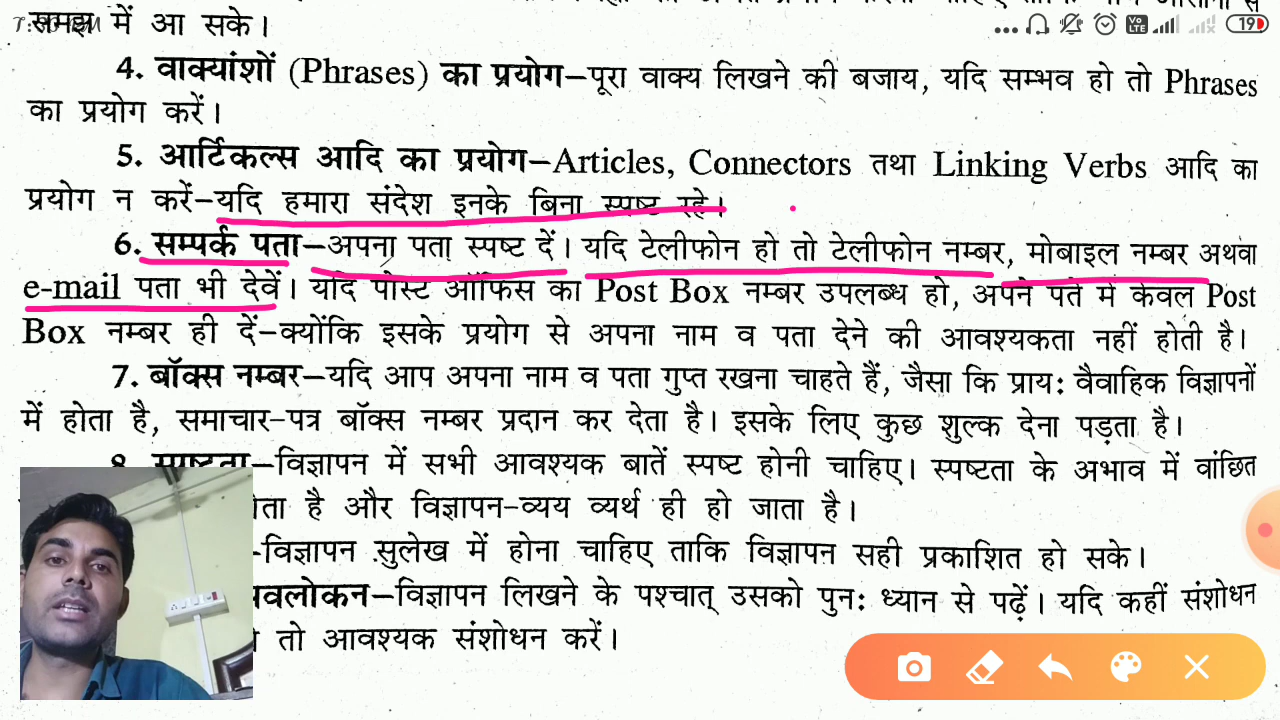 समझ में आ सके।
VoLTE 19
4. वाक्यांशों (Phrases) का प्रयोग–पूरा वाक्य लिखने की बजाय, यदि सम्भव हो तो Phrases
का प्रयोग करें।
5. आर्टिकल्स आदि का प्रयोग–Articles, Connectors तथा Linking Verbs आदि का
प्रयोग न करें–यदि हमारा संदेश इनके बिना स्पष्ट रहे।
6. सम्पर्क पता–अपना पता स्पष्ट दें। यदि टेलीफोन हो तो टेलीफोन नम्बर, मोबाइल नम्बर अथवा
e-mail पता भी देवें। यदि पोस्ट ऑफिस का Post Box नम्बर उपलब्ध हो, अपने पते में केवल Post
Box नम्बर ही दें–क्योंकि इसके प्रयोग से अपना नाम व पता देने की आवश्यकता नहीं होती है।
7. बॉक्स नम्बर–यदि आप अपना नाम व पता गुप्त रखना चाहते हैं, जैसा कि प्राय: वैवाहिक विज्ञापनों
में होता है, समाचार-पत्र बॉक्स नम्बर प्रदान कर देता है। इसके लिए कुछ शुल्क देना पड़ता है।
8. स्पष्टता–विज्ञापन में सभी आवश्यक बातें स्पष्ट होनी चाहिए। स्पष्टता के अभाव में वांछित
है और विज्ञापन-व्यय व्यर्थ ही हो जाता है।
–विज्ञापन सुलेख में होना चाहिए ताकि विज्ञापन सही प्रकाशित हो सके।
वलोकन–विज्ञापन लिखने के पश्चात् उसको पुन: ध्यान से पढ़ें। यदि कहीं संशोधन
तो आवश्यक संशोधन करें।